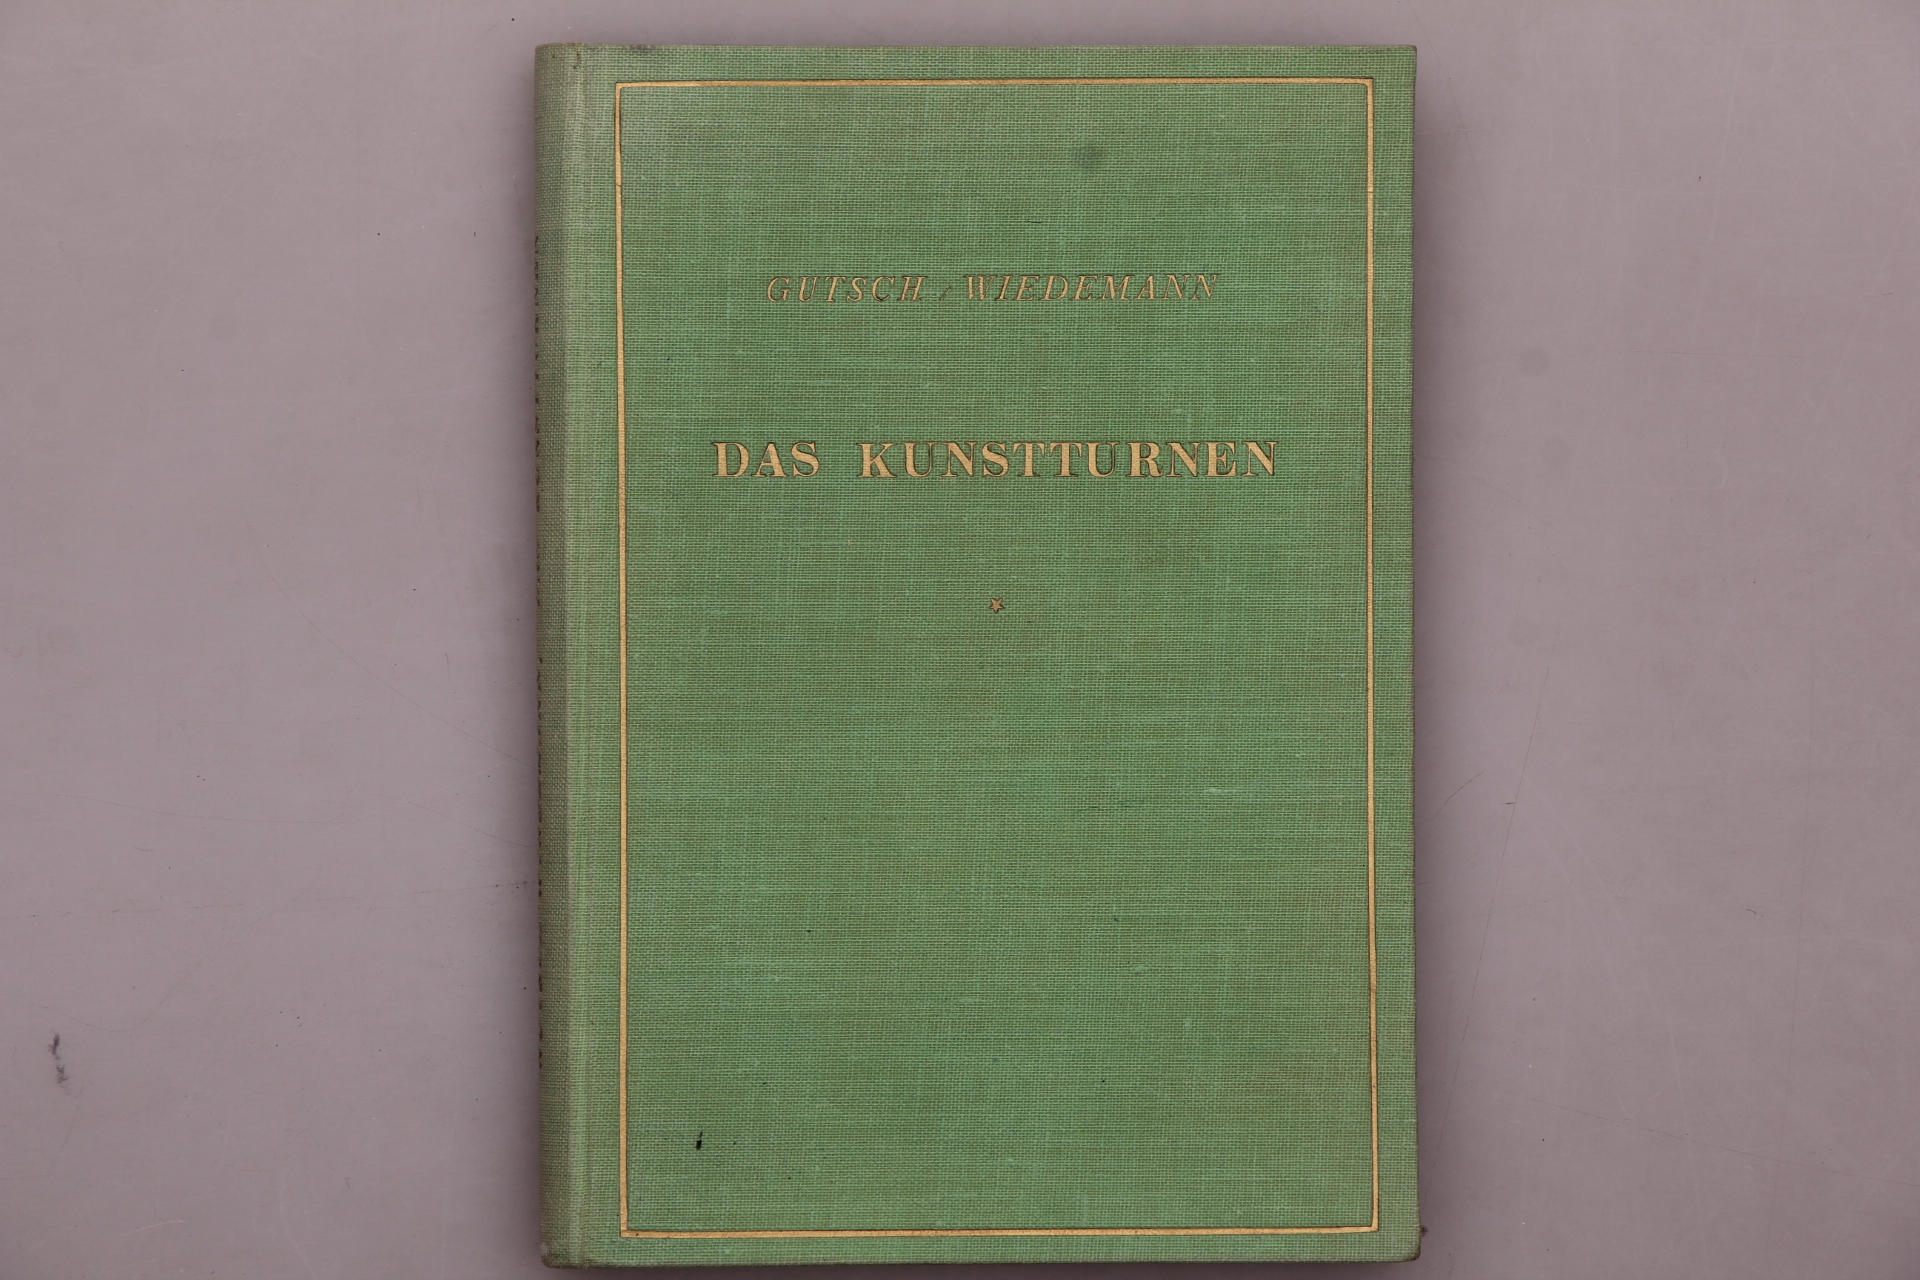 GUTSCH / WIEDEMANN
DAS KUNSTTURNEN